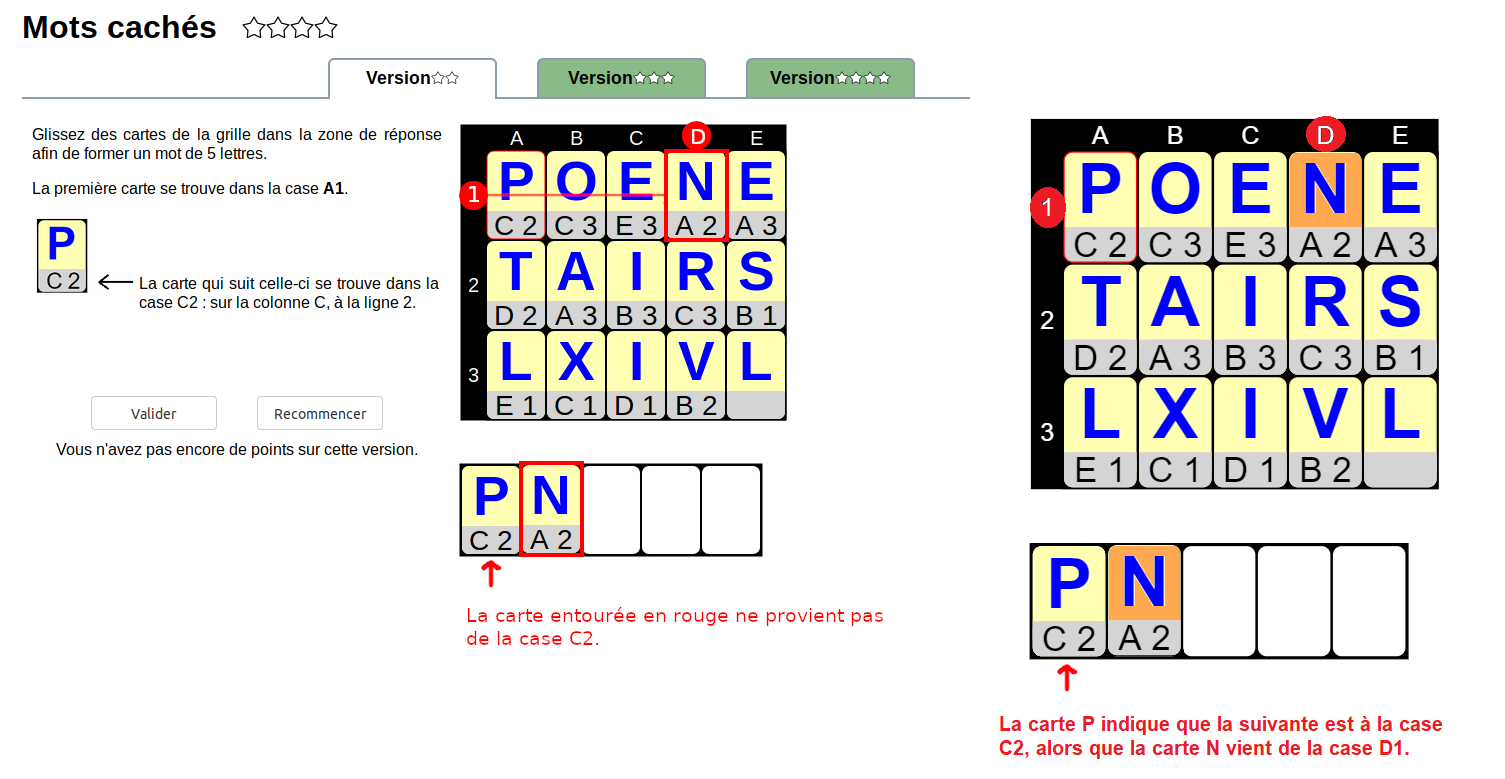 Mots cachés
Version
Version
Version
Glissez des cartes de la grille dans la zone de réponse
afin de former un mot de 5 lettres.
La première carte se trouve dans la case A1.
P
C 2
La carte qui suit celle-ci se trouve dans la
case C2 : sur la colonne C, à la ligne 2.
Valider
Recommencer
Vous n'avez pas encore de points sur cette version.
A B C D E
1 P O E N E
C 2 C 3 E 3 A 2 A 3
2 T A I R S
D 2 A 3 B 3 C 3 B 1
3 L X I V L
E 1 C 1 D 1 B 2
P N
C 2 A 2
La carte entourée en rouge ne provient pas
de la case C2.
A B C D E
1 P O E N E
C 2 C 3 E 3 A 2 A 3
2 T A I R S
D 2 A 3 B 3 C 3 B 1
3 L X I V L
E 1 C 1 D 1 B 2
P N
C 2 A 2
La carte P indique que la suivante est à la case
C2, alors que la carte N vient de la case D1.